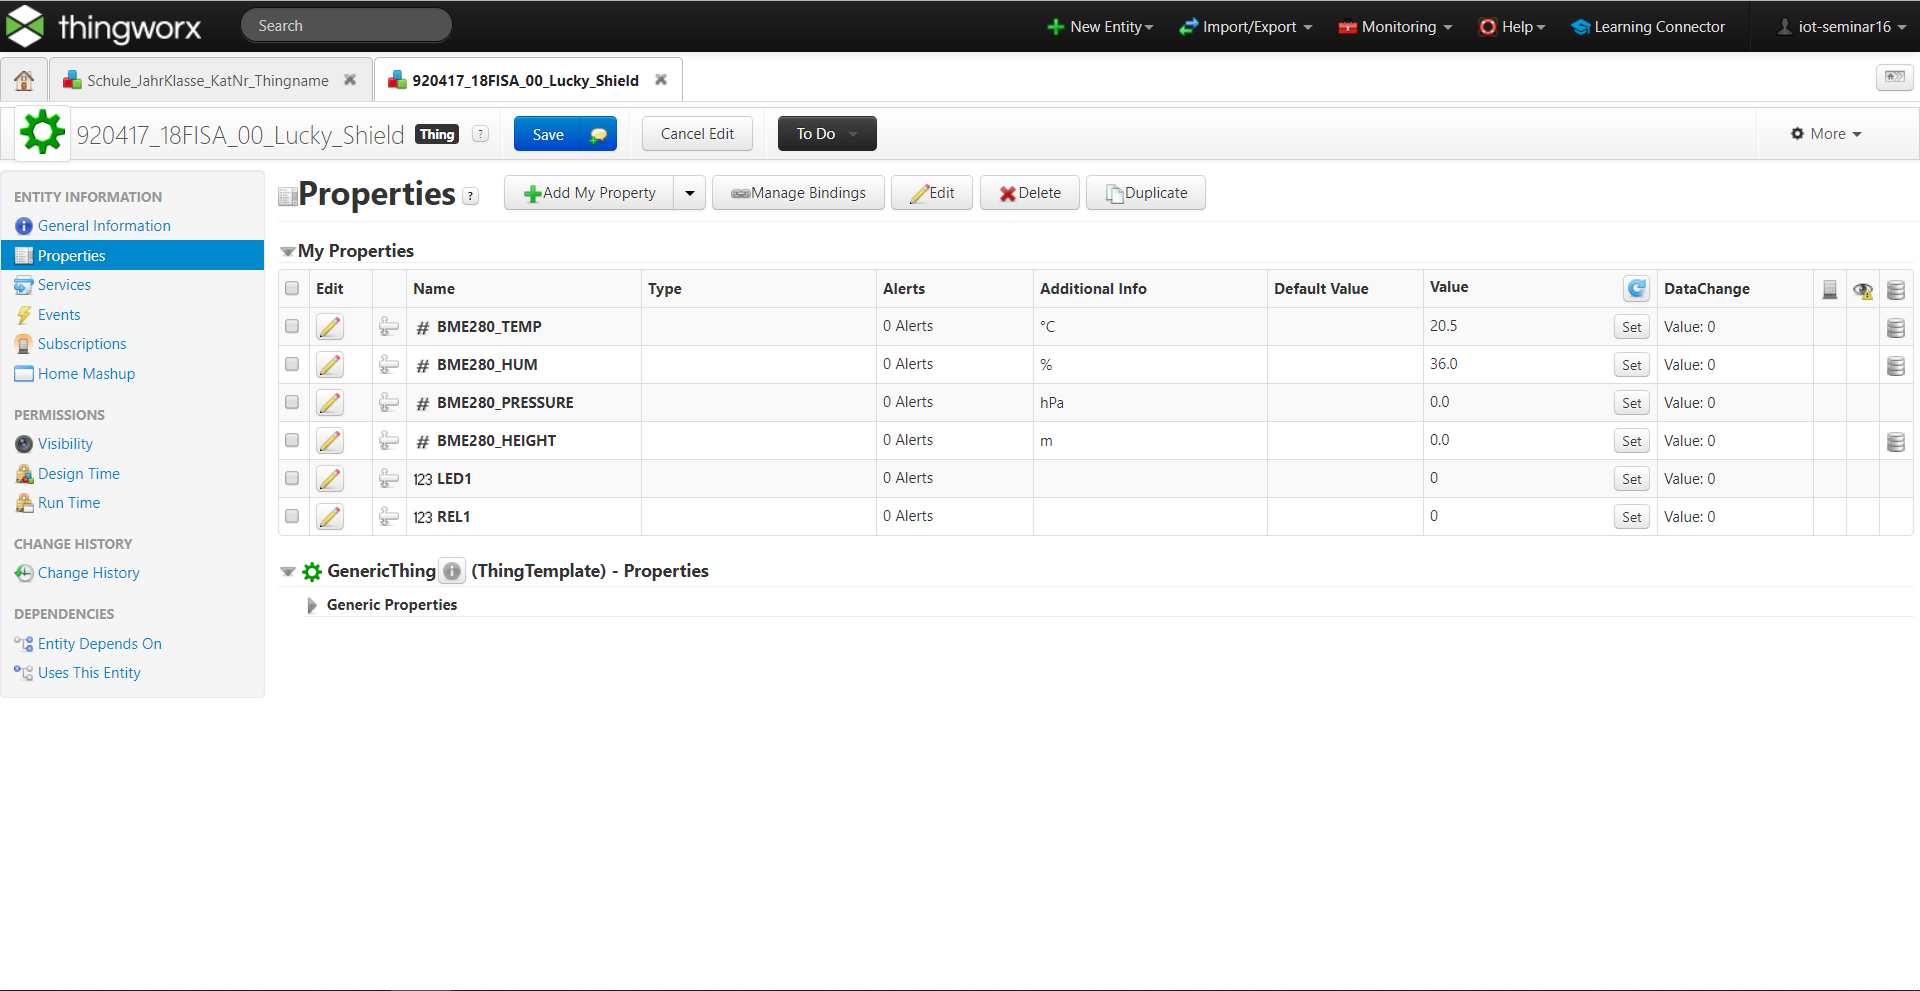 thingworx
Search
New Entity
Import/Export
Monitoring
Help
Learning Connector
iot-seminar16
Schule_JahrKlasse_KatNr_Thingname
920417_18FISA_00_Lucky_Shield
920417_18FISA_00_Lucky_Shield Thing ?
Save
Cancel Edit
To Do
More
ENTITY INFORMATION
General Information
Properties
Services
Events
Subscriptions
Home Mashup
PERMISSIONS
Visibility
Design Time
Run Time
CHANGE HISTORY
Change History
DEPENDENCIES
Entity Depends On
Uses This Entity
Properties ?
Add My Property
Manage Bindings
Edit
Delete
Duplicate
My Properties
Edit Name Type Alerts Additional Info Default Value Value DataChange
# BME280_TEMP 0 Alerts °C 20.5 Set Value: 0
# BME280_HUM 0 Alerts % 36.0 Set Value: 0
# BME280_PRESSURE 0 Alerts hPa 0.0 Set Value: 0
# BME280_HEIGHT 0 Alerts m 0.0 Set Value: 0
123 LED1 0 Alerts 0 Set Value: 0
123 REL1 0 Alerts 0 Set Value: 0
GenericThing i (ThingTemplate) - Properties
Generic Properties